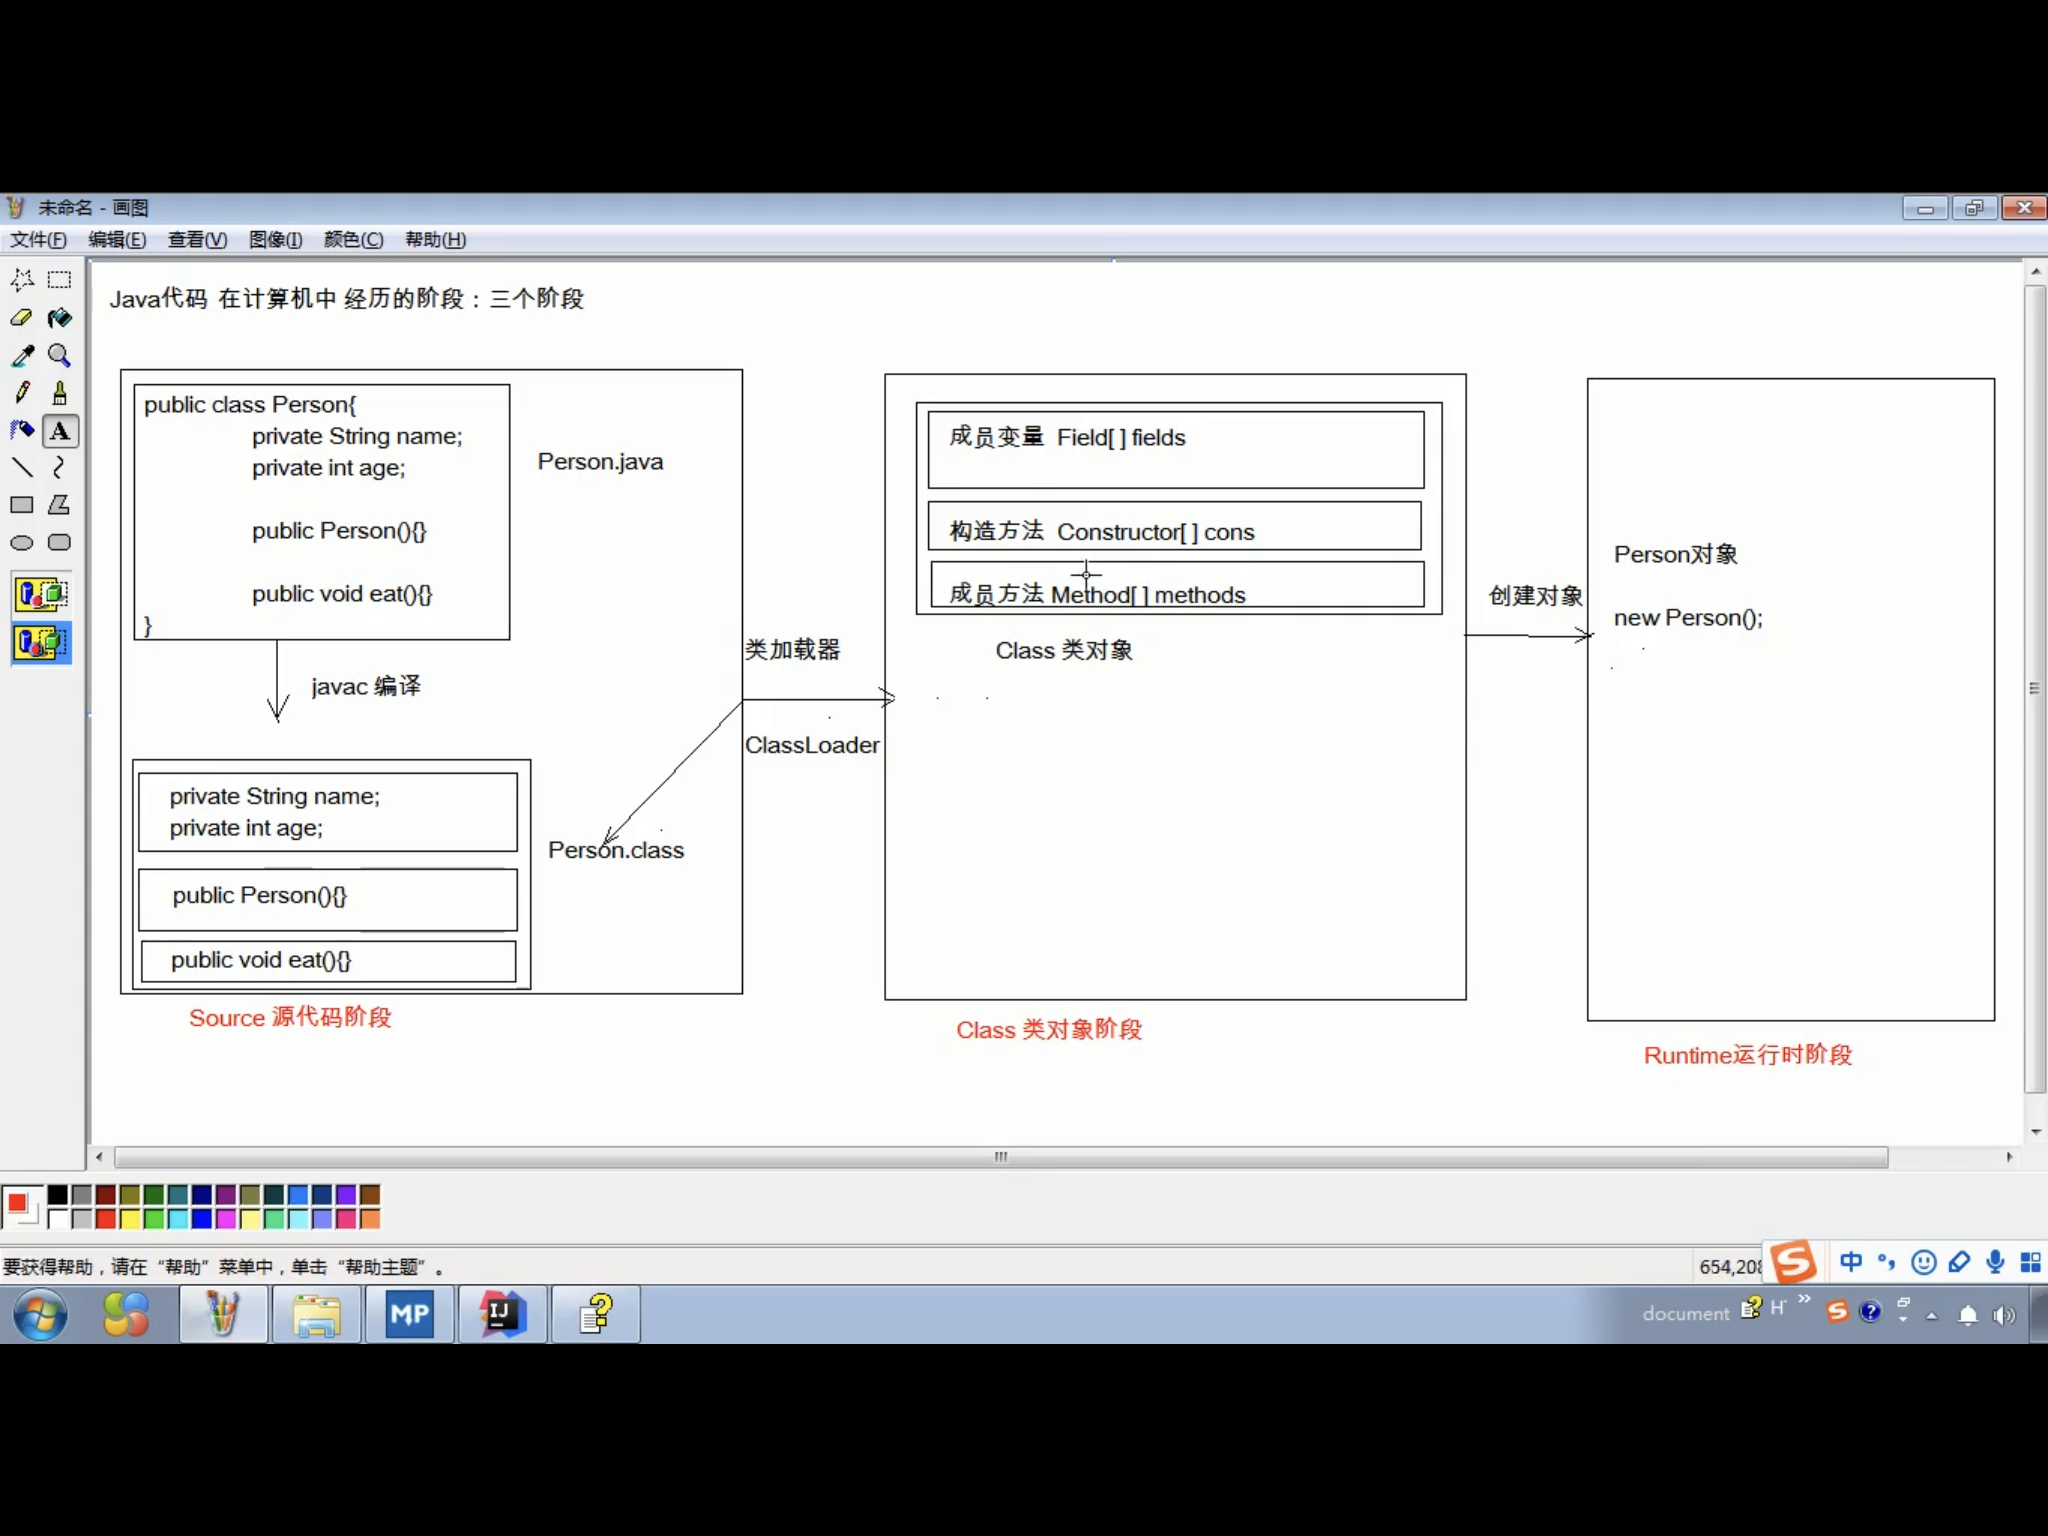 未命名 - 画图
文件(F) 编辑(E) 查看(V) 图像(I) 颜色(C) 帮助(H)
Java代码 在计算机中 经历的阶段：三个阶段
public class Person{
private String name;
private int age;
public Person(){}
public void eat(){}
}
Person.java
javac 编译
private String name;
private int age;
public Person(){}
public void eat(){}
Person.class
Source 源代码阶段
类加载器
ClassLoader
成员变量 Field[ ] fields
构造方法 Constructor[ ] cons
成员方法 Method[ ] methods
Class 类对象
Class 类对象阶段
创建对象
Person对象
new Person();
Runtime运行时阶段
要获得帮助，请在“帮助”菜单中，单击“帮助主题”。
654,208
中
MP
IJ
document